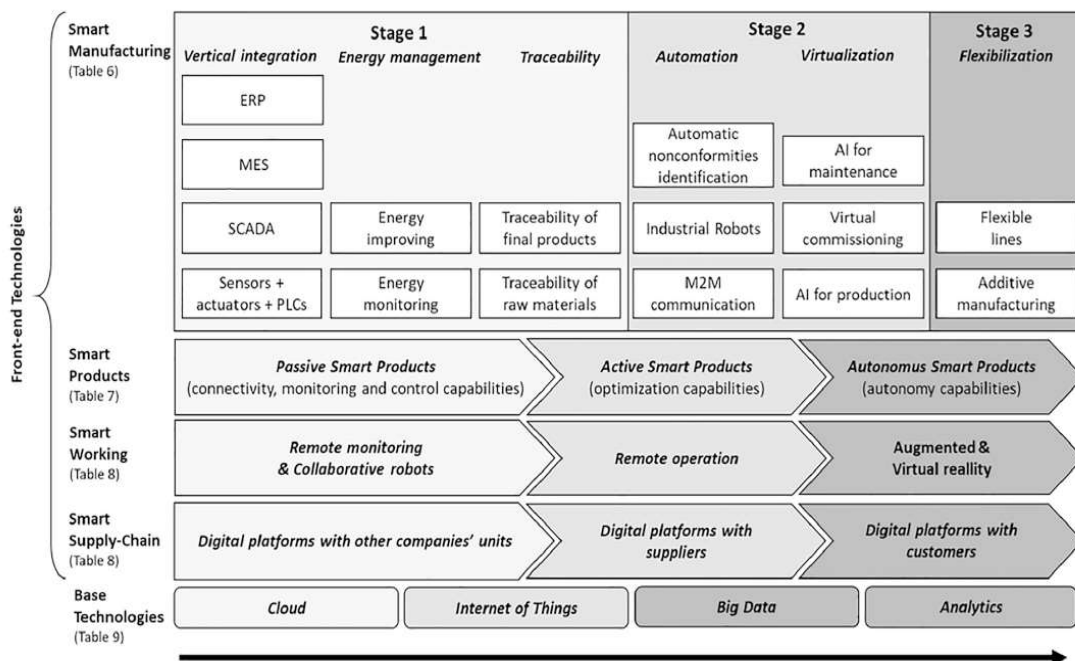 Front-end Technologies
Smart
Manufacturing
(Table 6)
Stage 1
Stage 2
Stage 3
Vertical integration
Energy management
Traceability
Automation
Virtualization
Flexibilization
ERP
MES
SCADA
Sensors +
actuators + PLCs
Energy
improving
Energy
monitoring
Traceability of
final products
Traceability of
raw materials
Automatic
nonconformities
identification
Industrial Robots
M2M
communication
AI for
maintenance
Virtual
commissioning
AI for production
Flexible
lines
Additive
manufacturing
Smart
Products
(Table 7)
Passive Smart Products
(connectivity, monitoring and control capabilities)
Active Smart Products
(optimization capabilities)
Autonomus Smart Products
(autonomy capabilities)
Smart
Working
(Table 8)
Remote monitoring
& Collaborative robots
Remote operation
Augmented &
Virtual reallity
Smart
Supply-Chain
(Table 8)
Digital platforms with other companies' units
Digital platforms with
suppliers
Digital platforms with
customers
Base
Technologies
(Table 9)
Cloud
Internet of Things
Big Data
Analytics